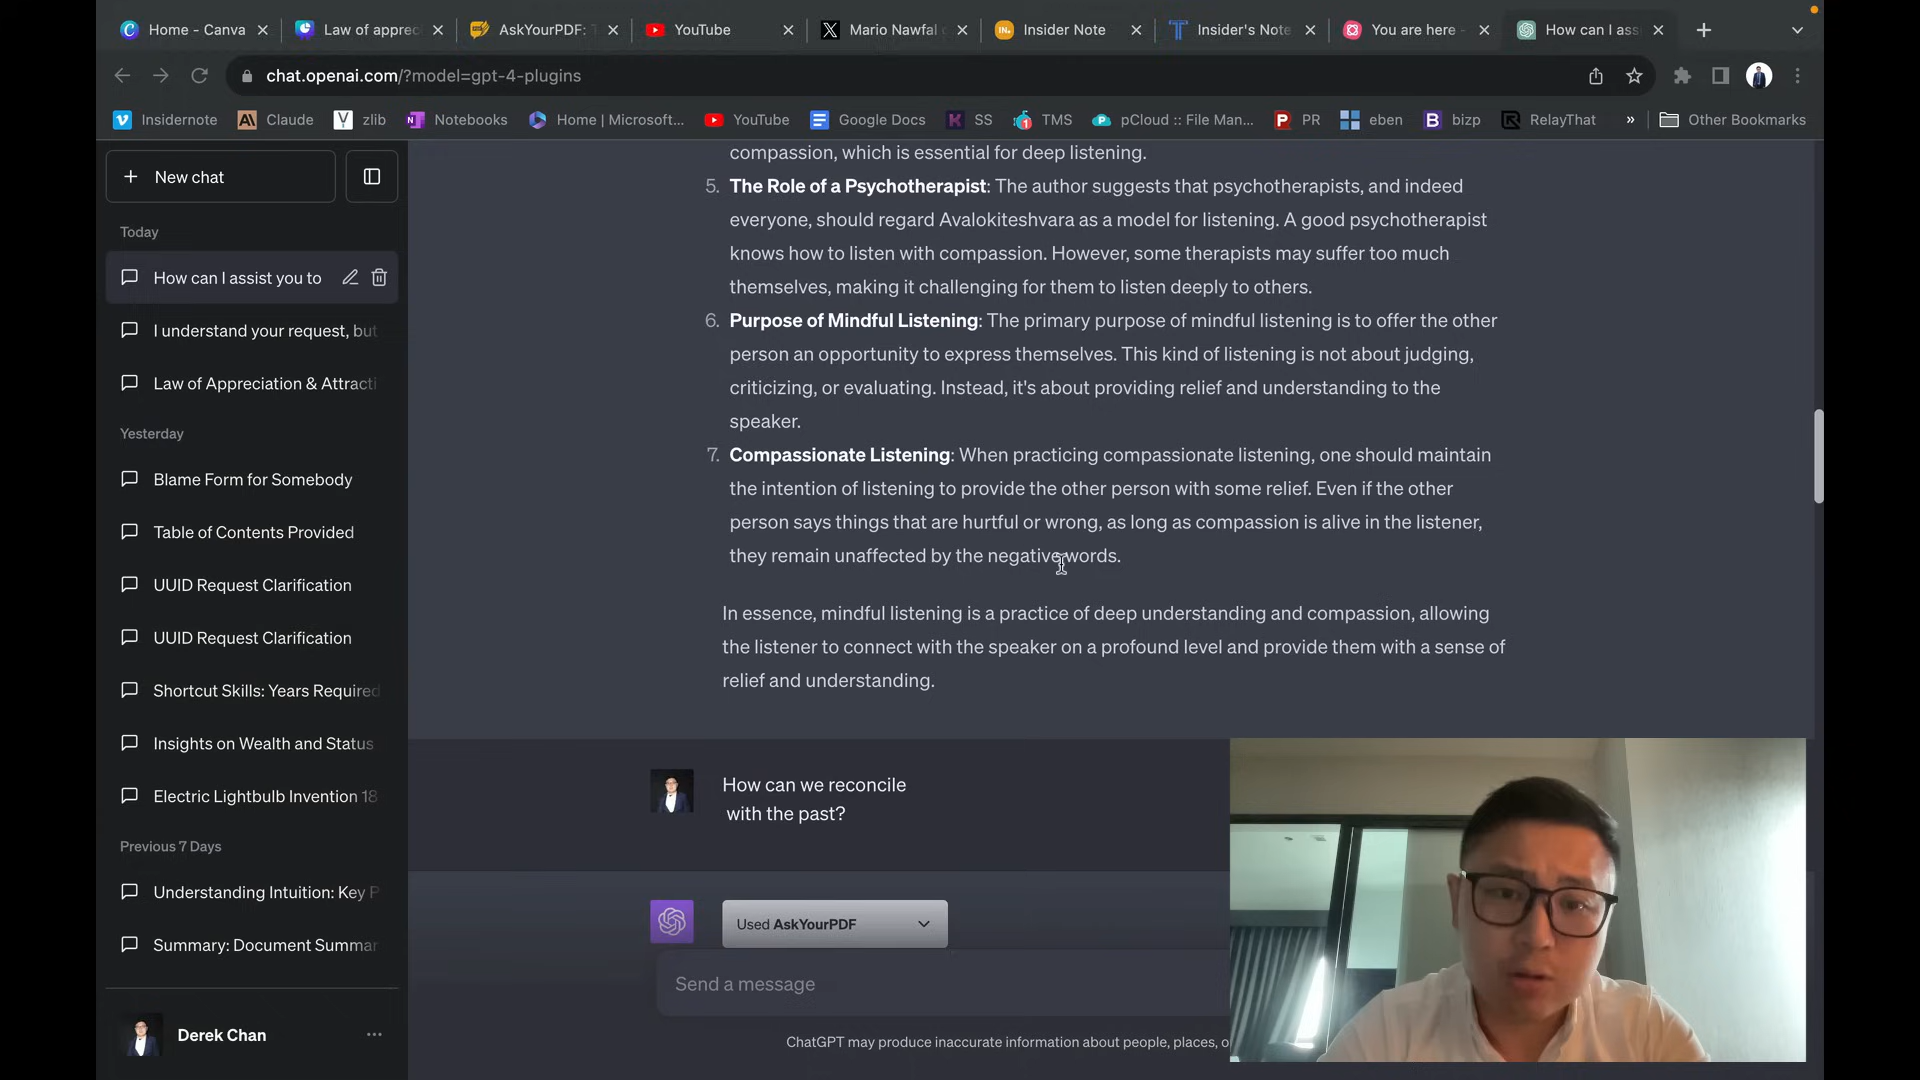 Home - Canva
Law of apprec
AskYourPDF: T
YouTube
Mario Nawfal o
IN.
Insider Note
Insider's Note
You are here -
How can I ass
chat.openai.com/?model=gpt-4-plugins
Insidernote
Claude
zlib
Notebooks
Home | Microsoft...
YouTube
Google Docs
SS
TMS
pCloud :: File Man...
PR
eben
bizp
RelayThat
»
Other Bookmarks
New chat
Today
How can I assist you to
I understand your request, but
Law of Appreciation & Attracti
Yesterday
Blame Form for Somebody
Table of Contents Provided
UUID Request Clarification
UUID Request Clarification
Shortcut Skills: Years Required
Insights on Wealth and Status
Electric Lightbulb Invention 18
Previous 7 Days
Understanding Intuition: Key P
Summary: Document Summar
Derek Chan
compassion, which is essential for deep listening.
5. The Role of a Psychotherapist: The author suggests that psychotherapists, and indeed
everyone, should regard Avalokiteshvara as a model for listening. A good psychotherapist
knows how to listen with compassion. However, some therapists may suffer too much
themselves, making it challenging for them to listen deeply to others.
6. Purpose of Mindful Listening: The primary purpose of mindful listening is to offer the other
person an opportunity to express themselves. This kind of listening is not about judging,
criticizing, or evaluating. Instead, it's about providing relief and understanding to the
speaker.
7. Compassionate Listening: When practicing compassionate listening, one should maintain
the intention of listening to provide the other person with some relief. Even if the other
person says things that are hurtful or wrong, as long as compassion is alive in the listener,
they remain unaffected by the negative words.
In essence, mindful listening is a practice of deep understanding and compassion, allowing
the listener to connect with the speaker on a profound level and provide them with a sense of
relief and understanding.
How can we reconcile
with the past?
Used AskYourPDF
Send a message
ChatGPT may produce inaccurate information about people, places, o